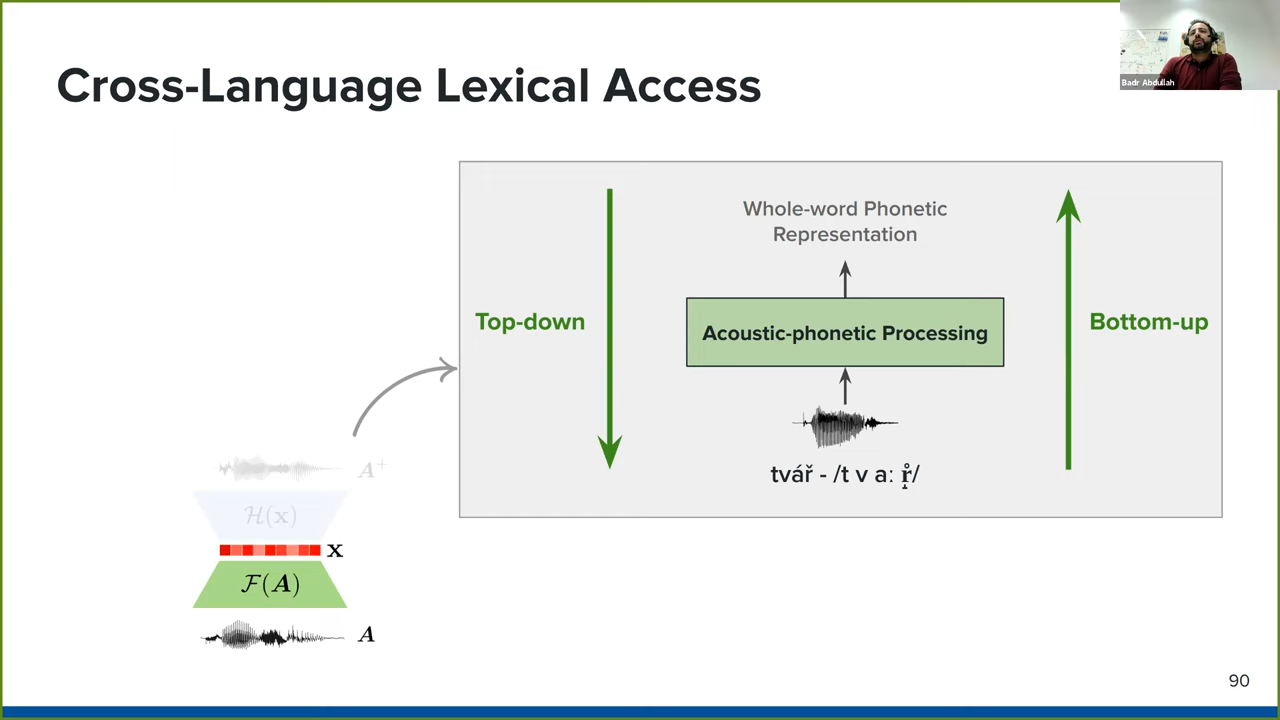 Cross-Language Lexical Access
Badr Abdullah
Whole-word Phonetic
Representation
Top-down
Acoustic-phonetic Processing
Bottom-up
tvář - /t v aː r̝̊/
A⁺
H(x)
x
F(A)
A
90